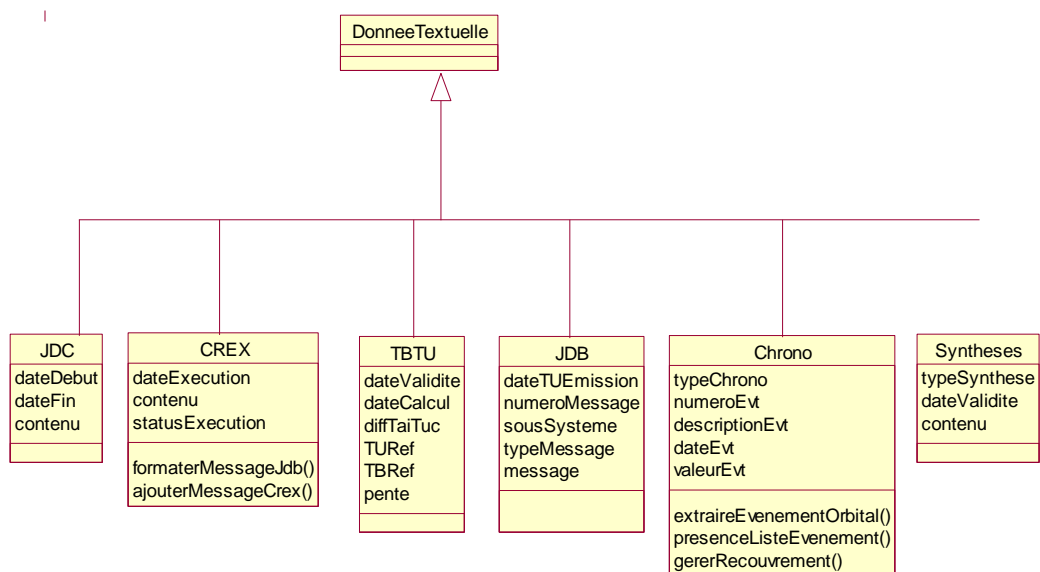 DonneeTextuelle
JDC
dateDebut
dateFin
contenu
CREX
dateExecution
contenu
statusExecution
formaterMessageJdb()
ajouterMessageCrex()
TBTU
dateValidite
dateCalcul
diffTaiTuc
TURef
TBRef
pente
JDB
dateTUEmission
numeroMessage
sousSysteme
typeMessage
message
Chrono
typeChrono
numeroEvt
descriptionEvt
dateEvt
valeurEvt
extraireEvenementOrbital()
presenceListeEvenement()
gererRecouvrement()
Syntheses
typeSynthese
dateValidite
contenu